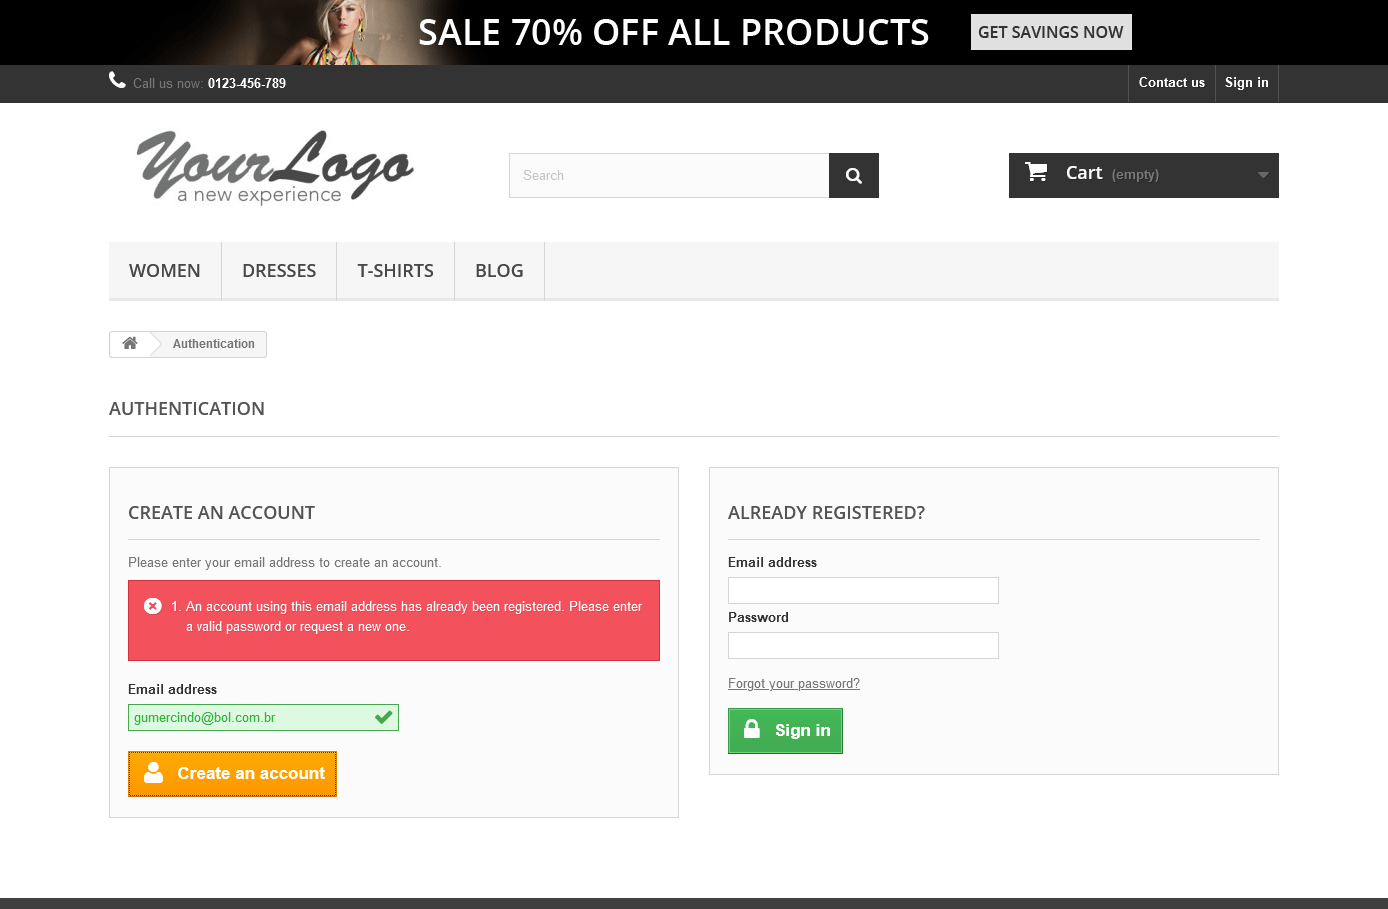 SALE 70% OFF ALL PRODUCTS
GET SAVINGS NOW
Call us now: 0123-456-789
Contact us
Sign in
YourLogo
a new experience
Search
Cart (empty)
WOMEN
DRESSES
T-SHIRTS
BLOG
Authentication
AUTHENTICATION
CREATE AN ACCOUNT
Please enter your email address to create an account.
1. An account using this email address has already been registered. Please enter
a valid password or request a new one.
Email address
gumercindo@bol.com.br
Create an account
ALREADY REGISTERED?
Email address
Password
Forgot your password?
Sign in